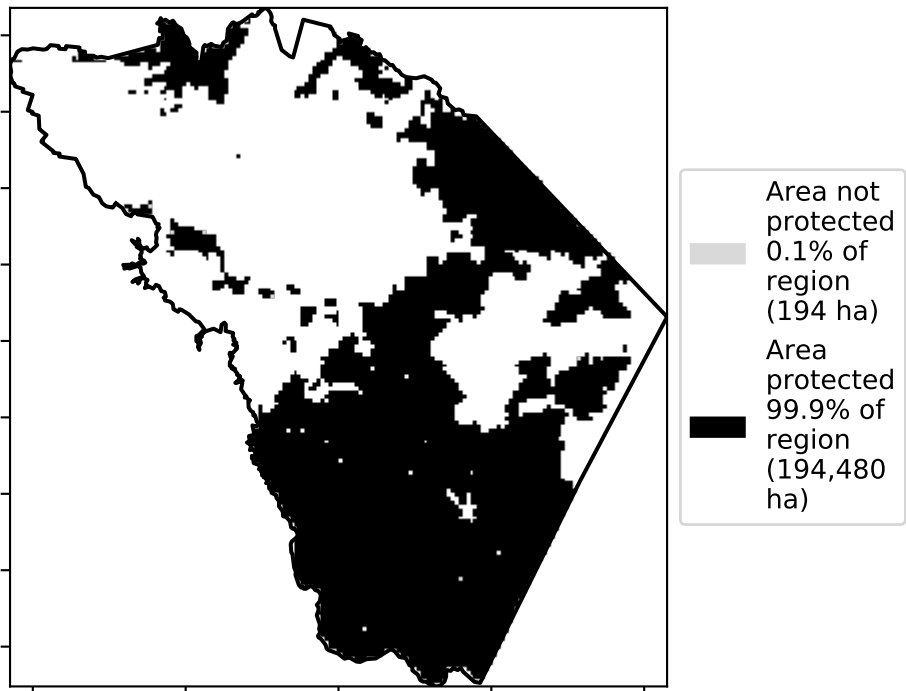 Area not
protected
0.1% of
region
(194 ha)
Area
protected
99.9% of
region
(194,480
ha)